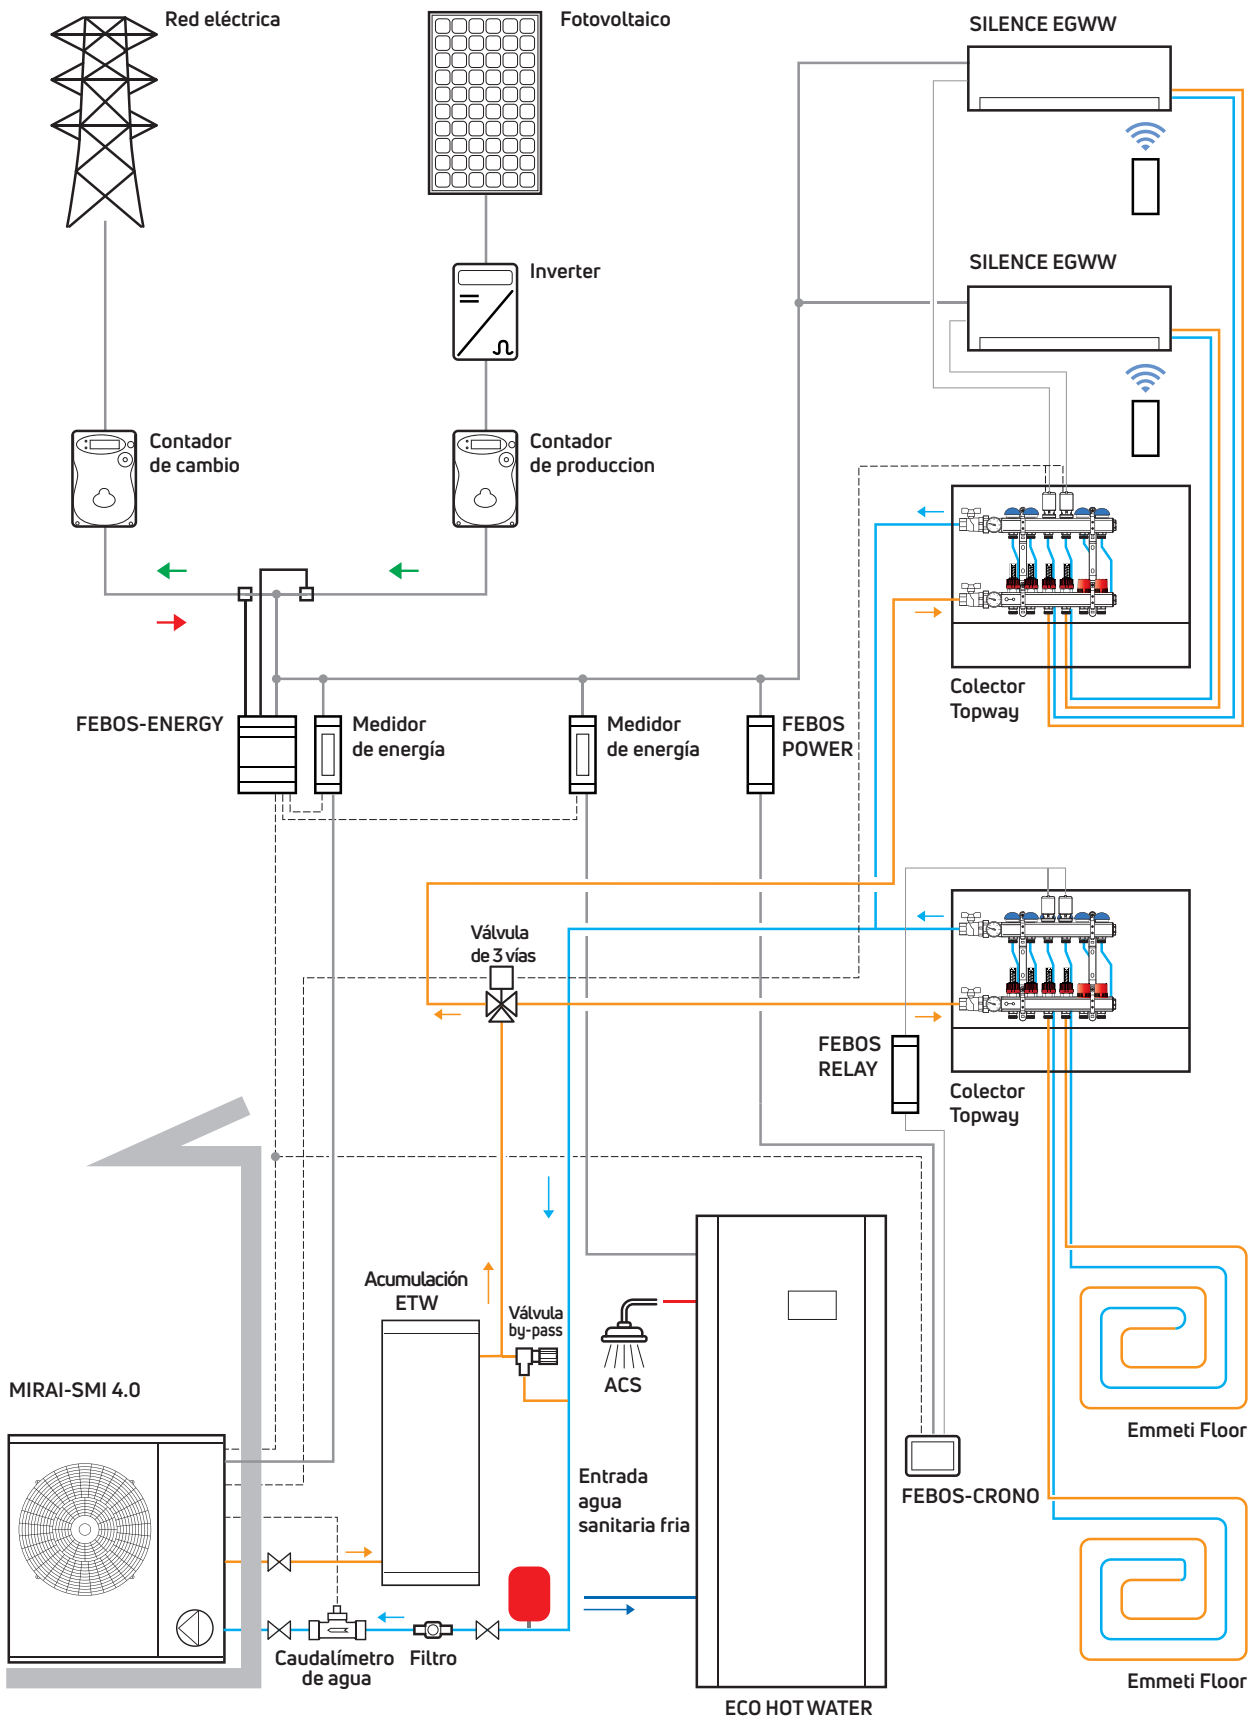 Red eléctrica
Fotovoltaico
SILENCE EGWW
Inverter
SILENCE EGWW
Contador
de cambio
Contador
de produccion
Colector
Topway
FEBOS-ENERGY
Medidor
de energía
Medidor
de energía
FEBOS
POWER
Válvula
de 3 vías
FEBOS
RELAY
Colector
Topway
Acumulación
ETW
Válvula
by-pass
ACS
MIRAI-SMI 4.0
Emmeti Floor
Entrada
agua
sanitaria fria
FEBOS-CRONO
Caudalímetro
de agua
Filtro
Emmeti Floor
ECO HOT WATER